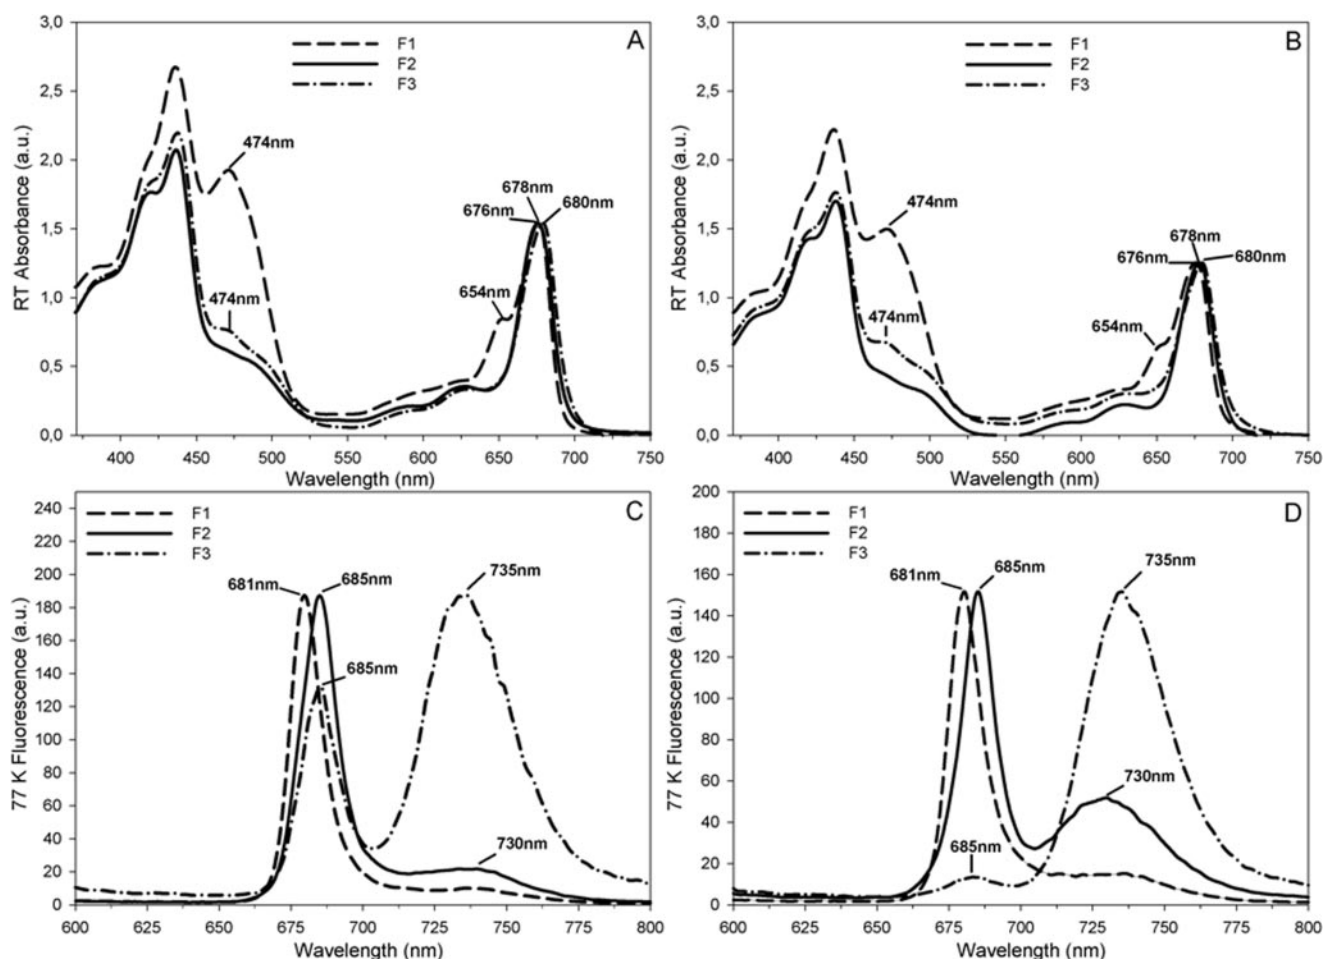 A
F1
F2
F3
3,0
2,5
2,0
1,5
1,0
0,5
0,0
RT Absorbance (a.u.)
474nm
474nm
654nm
676nm
678nm
680nm
400 450 500 550 600 650 700 750
Wavelength (nm)
B
F1
F2
F3
3,0
2,5
2,0
1,5
1,0
0,5
0,0
RT Absorbance (a.u.)
474nm
474nm
654nm
676nm
678nm
680nm
400 450 500 550 600 650 700 750
Wavelength (nm)
C
F1
F2
F3
240
220
200
180
160
140
120
100
80
60
40
20
0
77 K Fluorescence (a.u.)
681nm
685nm
685nm
735nm
730nm
600 625 650 675 700 725 750 775 800
Wavelength (nm)
D
F1
F2
F3
200
180
160
140
120
100
80
60
40
20
0
77 K Fluorescence (a.u.)
681nm
685nm
735nm
730nm
685nm
600 625 650 675 700 725 750 775 800
Wavelength (nm)